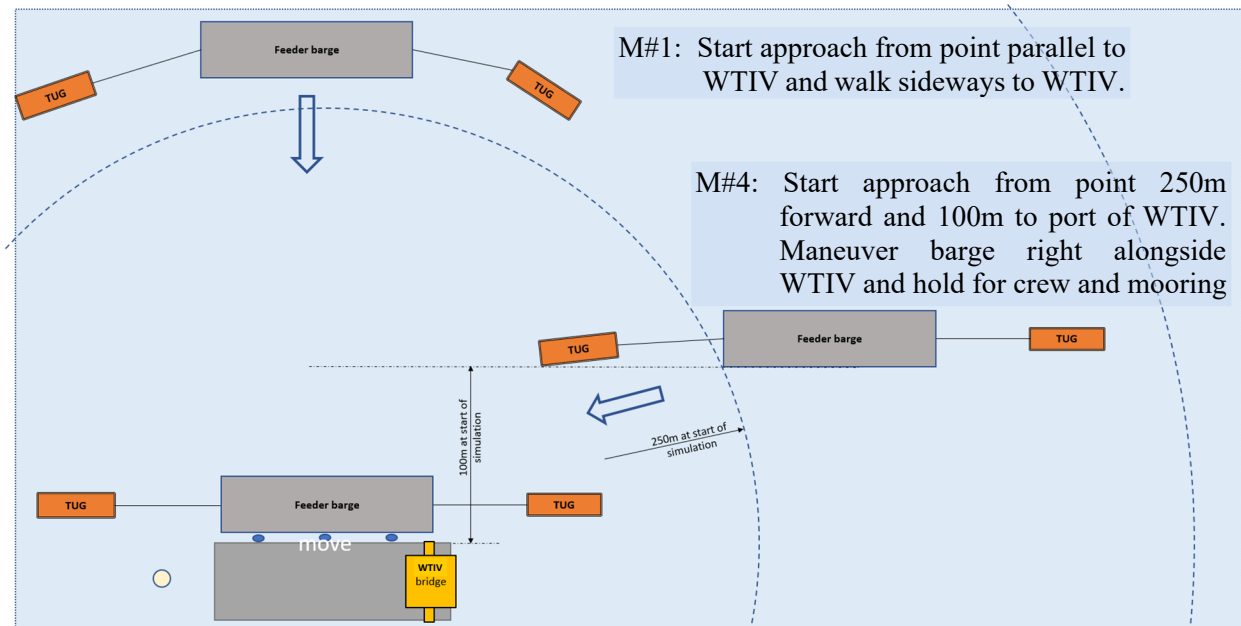 Feeder barge
TUG
TUG
M#1: Start approach from point parallel to
WTIV and walk sideways to WTIV.
M#4: Start approach from point 250m
forward and 100m to port of WTIV.
Maneuver barge right alongside
WTIV and hold for crew and mooring
TUG
Feeder barge
TUG
100m at start of
simulation
250m at start of
simulation
TUG
Feeder barge
TUG
move
WTIV
bridge